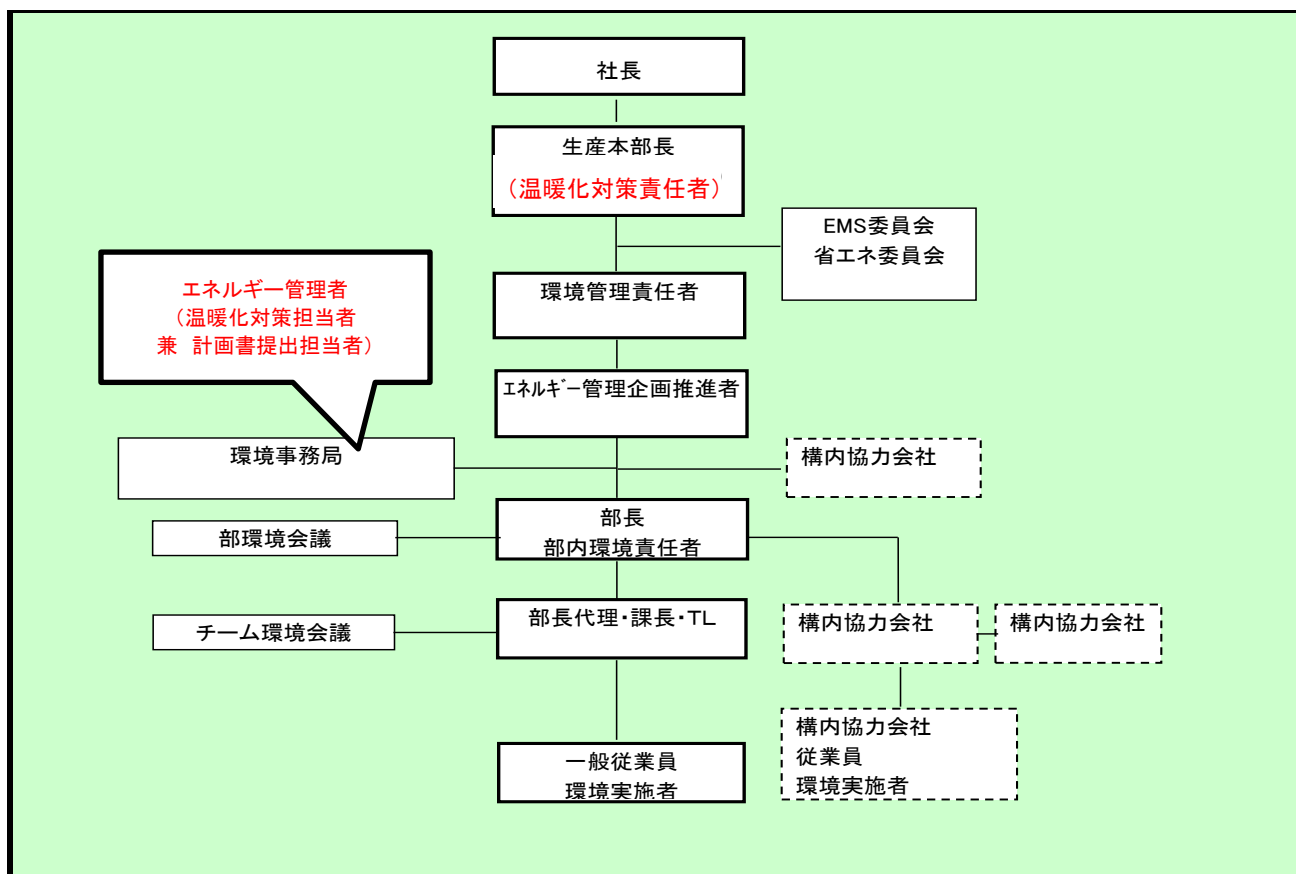 社長
生産本部長
（温暖化対策責任者）
EMS委員会
省エネ委員会
エネルギー管理者
（温暖化対策担当者
兼　計画書提出担当者）
環境管理責任者
ｴﾈﾙｷﾞｰ管理企画推進者
環境事務局
構内協力会社
部環境会議
部長
部内環境責任者
チーム環境会議
部長代理・課長・TL
構内協力会社
構内協力会社
一般従業員
環境実施者
構内協力会社
従業員
環境実施者